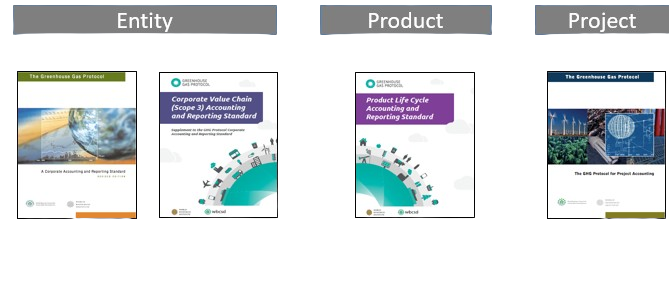 Entity
Product
Project
The Greenhouse Gas Protocol
A Corporate Accounting and Reporting Standard
REVISED EDITION
GREENHOUSE
GAS PROTOCOL
Corporate Value Chain
(Scope 3) Accounting
and Reporting Standard
Supplement to the GHG Protocol Corporate
Accounting and Reporting Standard
wbcsd
GREENHOUSE
GAS PROTOCOL
Product Life Cycle
Accounting and
Reporting Standard
wbcsd
The Greenhouse Gas Protocol
The GHG Protocol for Project Accounting